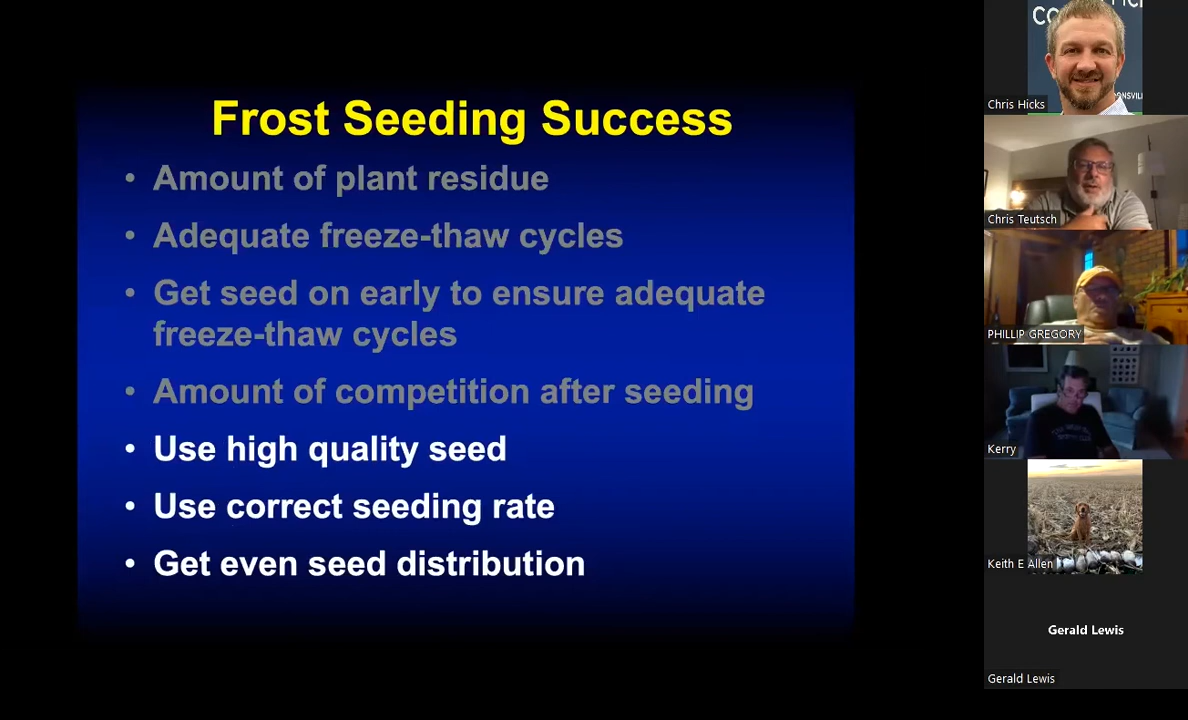 Frost Seeding Success
• Amount of plant residue
• Adequate freeze-thaw cycles
• Get seed on early to ensure adequate
freeze-thaw cycles
• Amount of competition after seeding
• Use high quality seed
• Use correct seeding rate
• Get even seed distribution
Chris Hicks
Chris Teutsch
PHILLIP GREGORY
Kerry
Keith E Allen
Gerald Lewis
Gerald Lewis